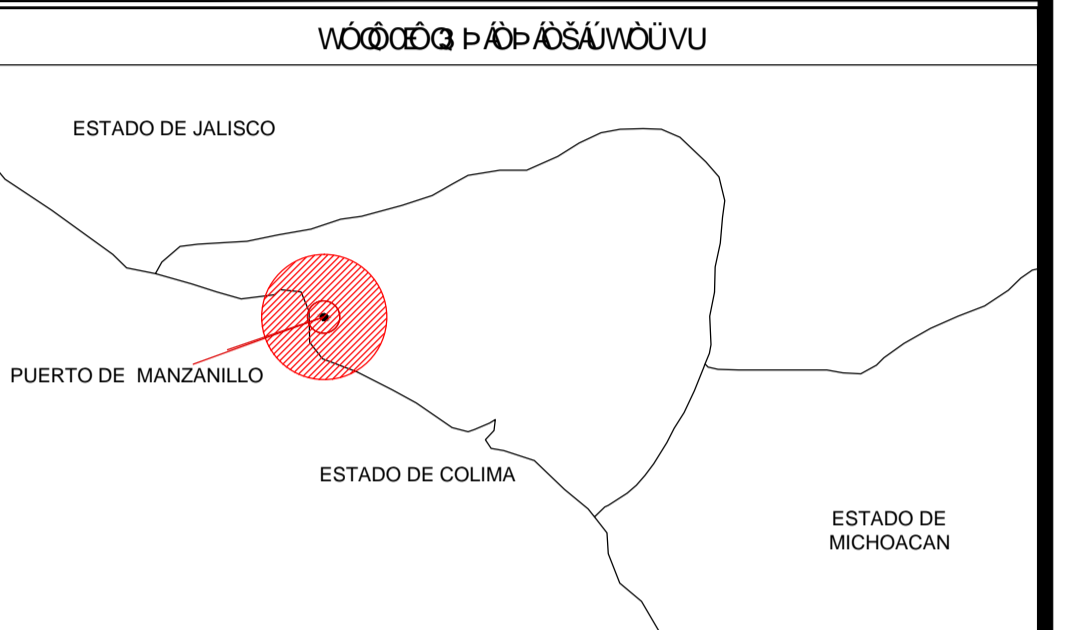 ESTADO DE JALISCO
PUERTO DE MANZANILLO
ESTADO DE COLIMA
ESTADO DE
MICHOACAN